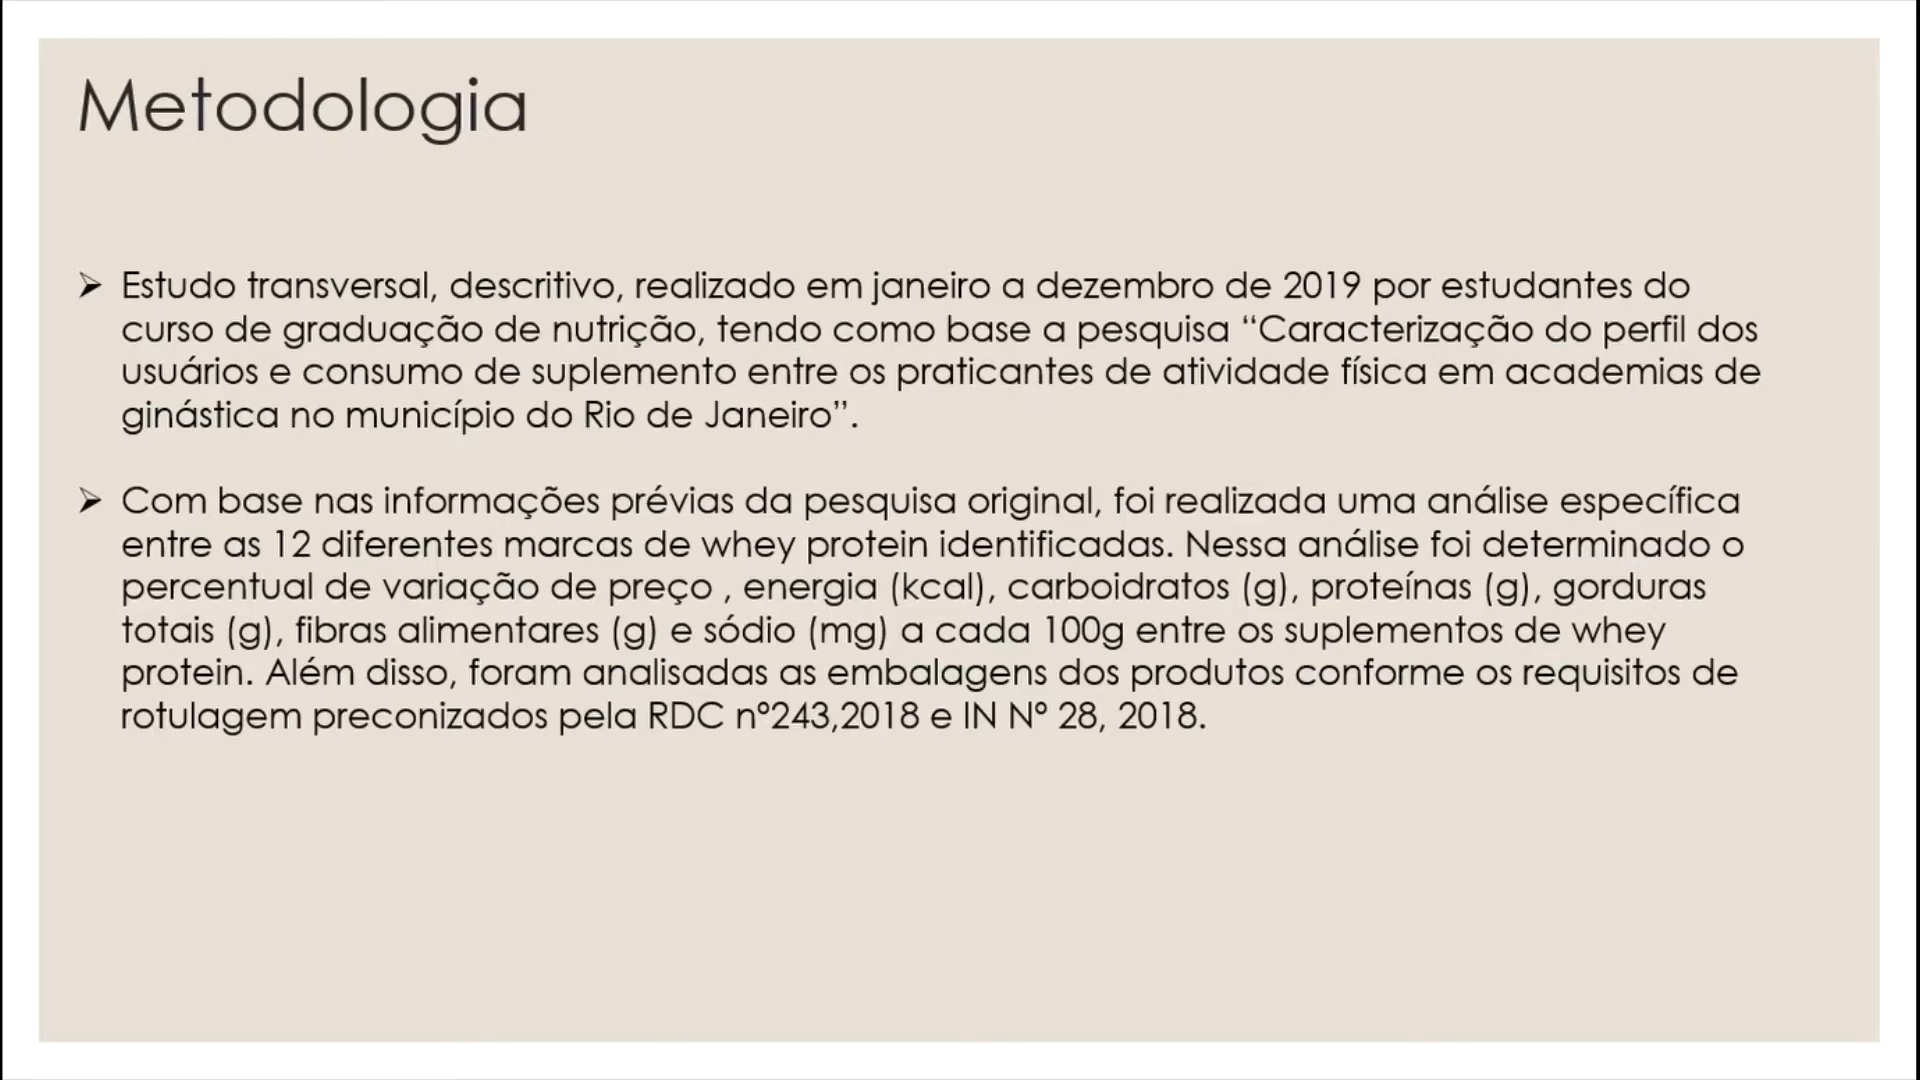 Metodologia
Estudo transversal, descritivo, realizado em janeiro a dezembro de 2019 por estudantes do
curso de graduação de nutrição, tendo como base a pesquisa “Caracterização do perfil dos
usuários e consumo de suplemento entre os praticantes de atividade física em academias de
ginástica no município do Rio de Janeiro”.
Com base nas informações prévias da pesquisa original, foi realizada uma análise específica
entre as 12 diferentes marcas de whey protein identificadas. Nessa análise foi determinado o
percentual de variação de preço , energia (kcal), carboidratos (g), proteínas (g), gorduras
totais (g), fibras alimentares (g) e sódio (mg) a cada 100g entre os suplementos de whey
protein. Além disso, foram analisadas as embalagens dos produtos conforme os requisitos de
rotulagem preconizados pela RDC nº243,2018 e IN Nº 28, 2018.